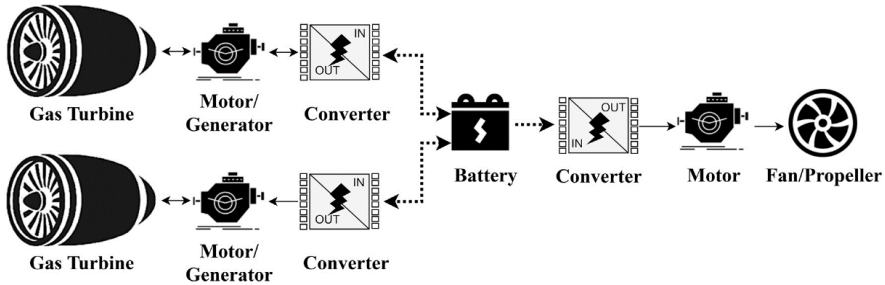 IN
OUT
Gas Turbine
Motor/
Generator
Converter
OUT
IN
Battery
Converter
Motor
Fan/Propeller
IN
OUT
Gas Turbine
Motor/
Generator
Converter